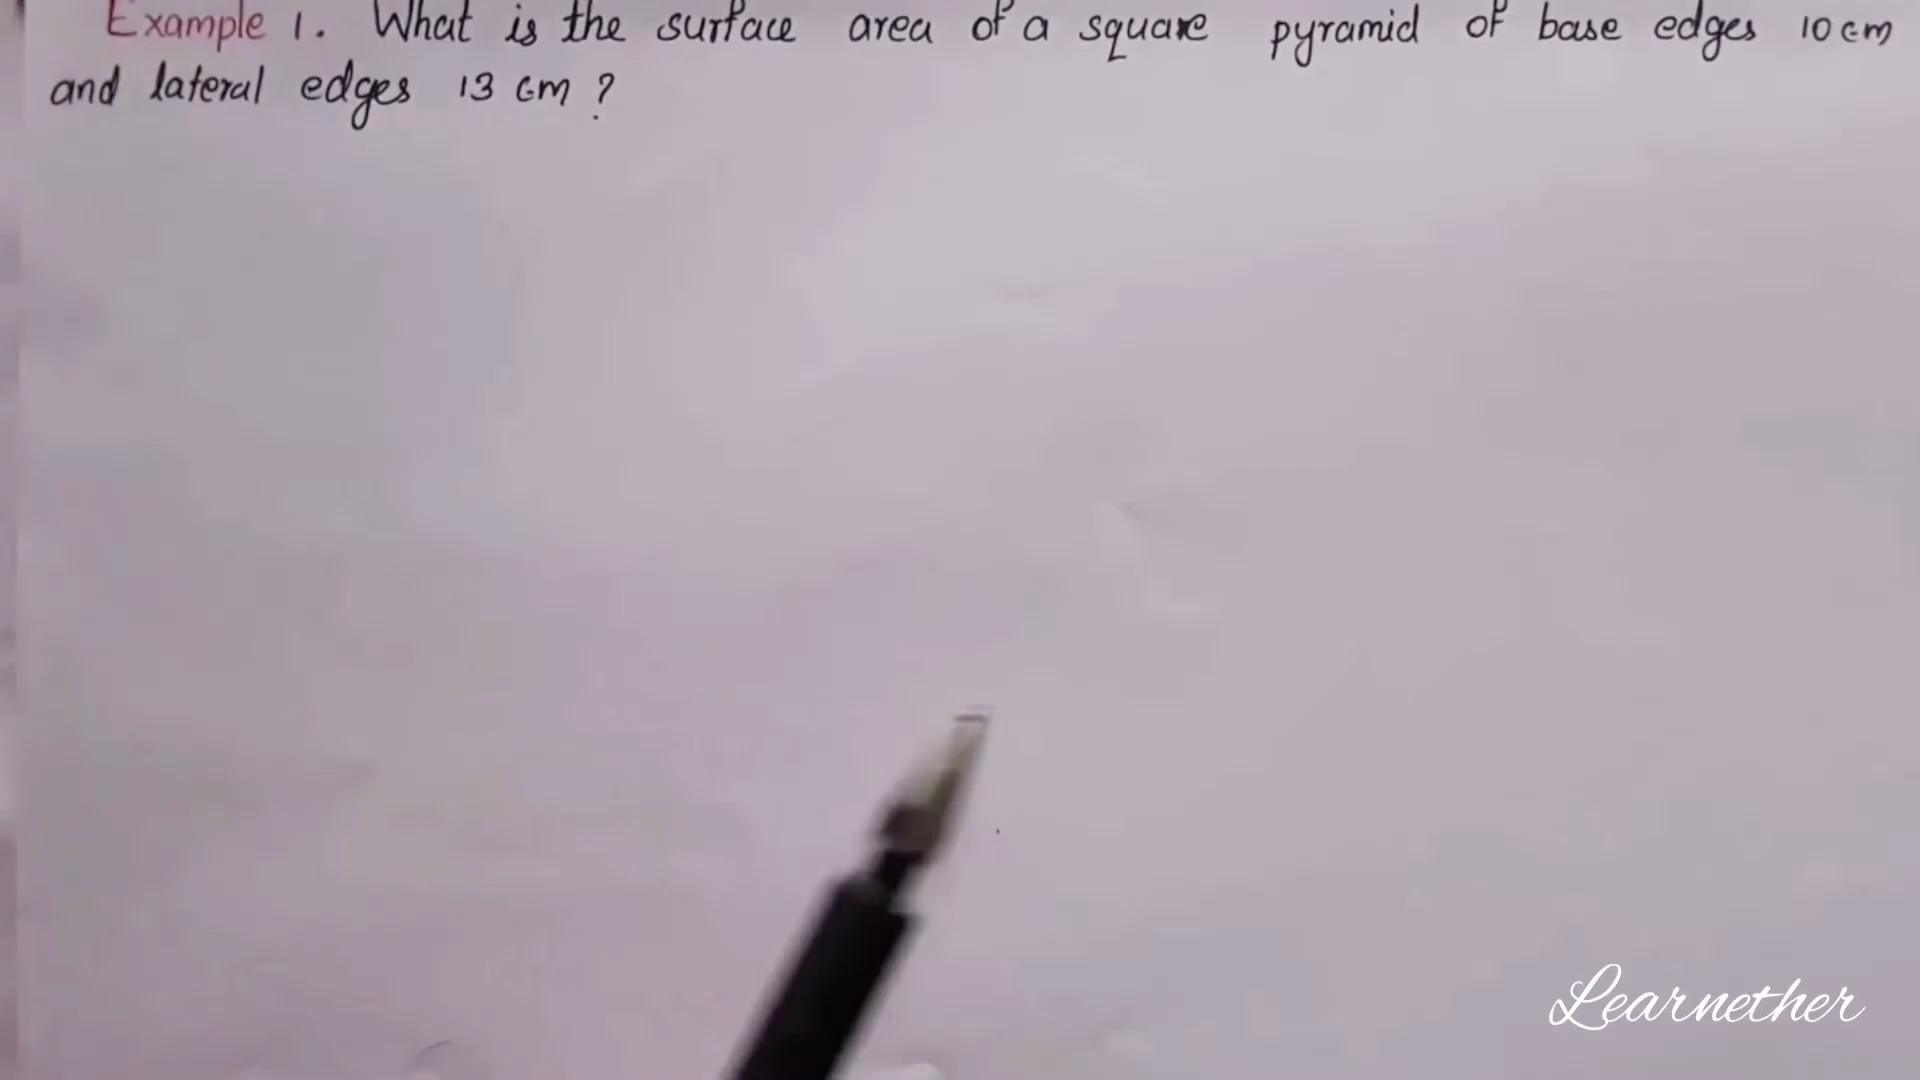 Example 1. What is the surface area of a square pyramid of base edges 10 cm
and lateral edges 13 cm ?
Learnether